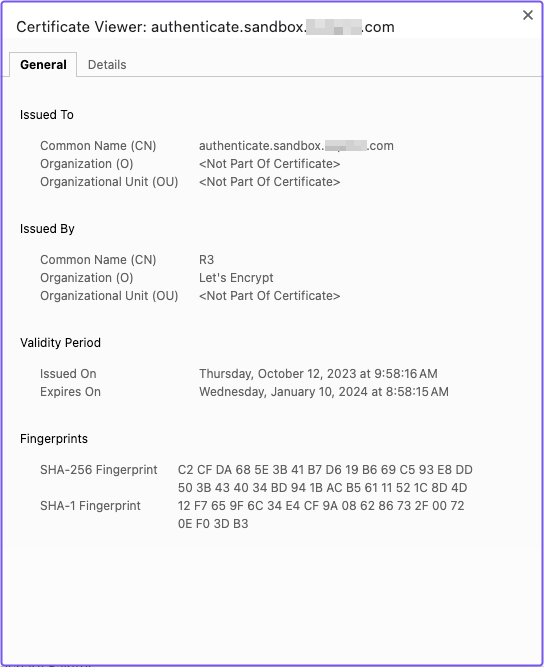 Certificate Viewer: authenticate.sandbox. .com
General Details
Issued To
Common Name (CN) authenticate.sandbox. .com
Organization (O) <Not Part Of Certificate>
Organizational Unit (OU) <Not Part Of Certificate>
Issued By
Common Name (CN) R3
Organization (O) Let's Encrypt
Organizational Unit (OU) <Not Part Of Certificate>
Validity Period
Issued On Thursday, October 12, 2023 at 9:58:16 AM
Expires On Wednesday, January 10, 2024 at 8:58:15 AM
Fingerprints
SHA-256 Fingerprint C2 CF DA 68 5E 3B 41 B7 D6 19 B6 69 C5 93 E8 DD
50 3B 43 40 34 BD 94 1B AC B5 61 11 52 1C 8D 4D
SHA-1 Fingerprint 12 F7 65 9F 6C 34 E4 CF 9A 08 62 86 73 2F 00 72
0E F0 3D B3